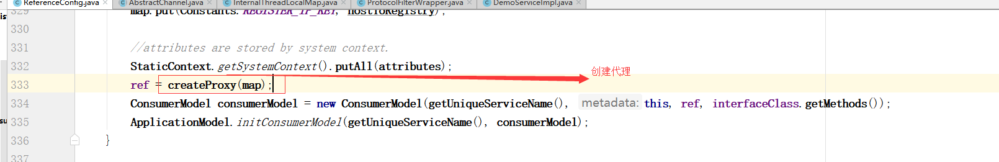 ReferenceConfig.java × AbstractChannel.java × InternalThreadLocalMap.java × ProtocolFilterWrapper.java × DemoServiceImpl.java ×
329 map.put(Constants.REGISTER_IP_KEY, hostToRegistry);
330
331 //attributes are stored by system context.
332 StaticContext.getSystemContext().putAll(attributes);
创建代理
333 ref = createProxy(map);
334 ConsumerModel consumerModel = new ConsumerModel(getUniqueServiceName(), metadata: this, ref, interfaceClass.getMethods());
335 ApplicationModel.initConsumerModel(getUniqueServiceName(), consumerModel);
336 }
337